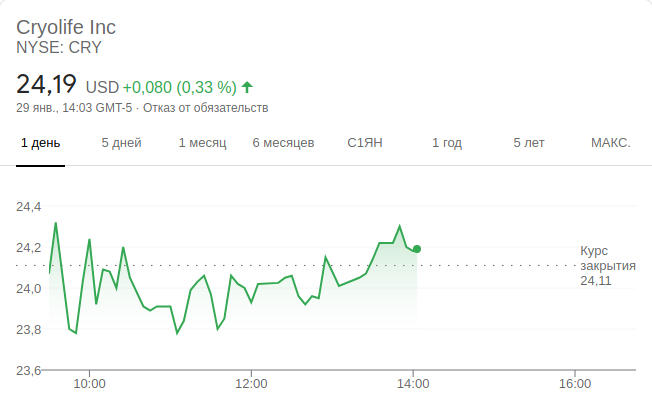 Cryolife Inc
NYSE: CRY
24,19 USD +0,080 (0,33 %)
29 янв., 14:03 GMT-5 · Отказ от обязательств
1 день 5 дней 1 месяц 6 месяцев С1ЯН 1 год 5 лет МАКС.
24,4
24,2
24,0
23,8
23,6
Курс
закрытия
24,11
10:00 12:00 14:00 16:00